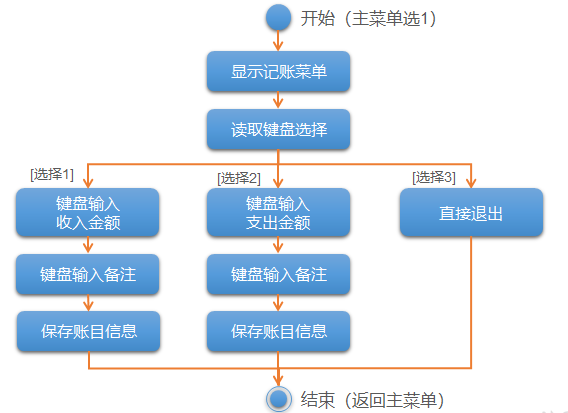 开始（主菜单选1）
显示记账菜单
读取键盘选择
[选择1]
[选择2]
[选择3]
键盘输入
收入金额
键盘输入
支出金额
直接退出
键盘输入备注
键盘输入备注
保存账目信息
保存账目信息
结束（返回主菜单）